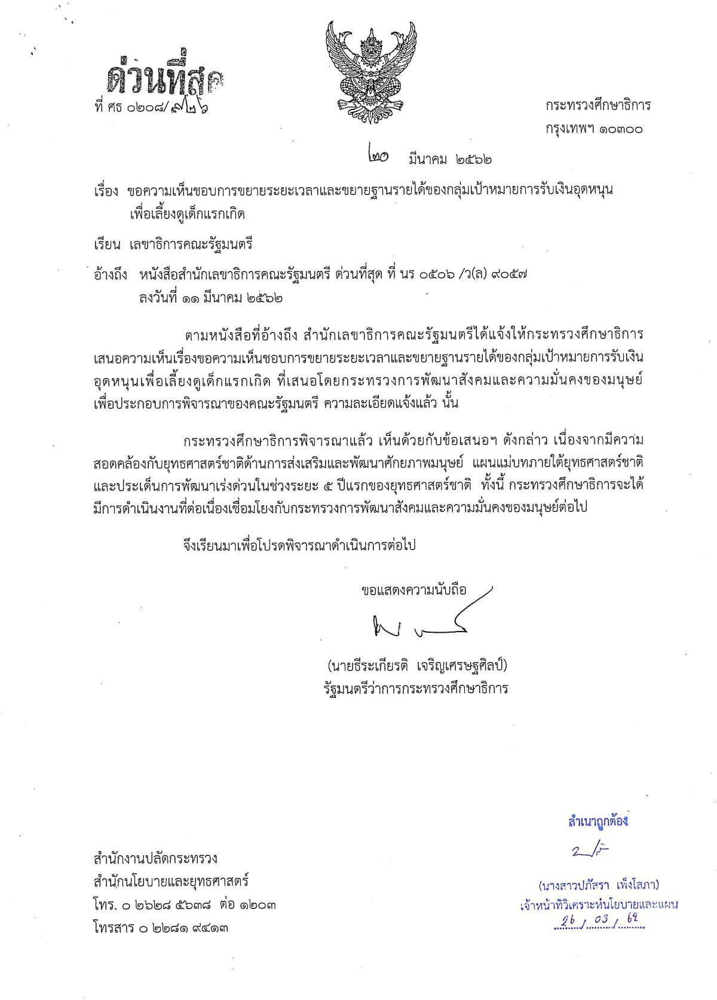 ด่วนที่สุด
ที่ ศธ ๐๒๐๘/๙๒๖
กระทรวงศึกษาธิการ
กรุงเทพฯ ๑๐๓๐๐
๒๐ มีนาคม ๒๕๖๒
เรื่อง ขอความเห็นชอบการขยายระยะเวลาและขยายฐานรายได้ของกลุ่มเป้าหมายการรับเงินอุดหนุน
เพื่อเลี้ยงดูเด็กแรกเกิด
เรียน เลขาธิการคณะรัฐมนตรี
อ้างถึง หนังสือสำนักเลขาธิการคณะรัฐมนตรี ด่วนที่สุด ที่ นร ๐๕๐๖ /ว(ล) ๙๐๕๗
ลงวันที่ ๑๑ มีนาคม ๒๕๖๒
ตามหนังสือที่อ้างถึง สำนักเลขาธิการคณะรัฐมนตรีได้แจ้งให้กระทรวงศึกษาธิการ
เสนอความเห็นเรื่องขอความเห็นชอบการขยายระยะเวลาและขยายฐานรายได้ของกลุ่มเป้าหมายการรับเงิน
อุดหนุนเพื่อเลี้ยงดูเด็กแรกเกิด ที่เสนอโดยกระทรวงการพัฒนาสังคมและความมั่นคงของมนุษย์
เพื่อประกอบการพิจารณาของคณะรัฐมนตรี ความละเอียดแจ้งแล้ว นั้น
กระทรวงศึกษาธิการพิจารณาแล้ว เห็นด้วยกับข้อเสนอฯ ดังกล่าว เนื่องจากมีความ
สอดคล้องกับยุทธศาสตร์ชาติด้านการส่งเสริมและพัฒนาศักยภาพมนุษย์ แผนแม่บทภายใต้ยุทธศาสตร์ชาติ
และประเด็นการพัฒนาเร่งด่วนในช่วงระยะ ๕ ปีแรกของยุทธศาสตร์ชาติ ทั้งนี้ กระทรวงศึกษาธิการจะได้
มีการดำเนินงานที่ต่อเนื่องเชื่อมโยงกับกระทรวงการพัฒนาสังคมและความมั่นคงของมนุษย์ต่อไป
จึงเรียนมาเพื่อโปรดพิจารณาดำเนินการต่อไป
ขอแสดงความนับถือ
(นายธีระเกียรติ เจริญเศรษฐศิลป์)
รัฐมนตรีว่าการกระทรวงศึกษาธิการ
สำเนาถูกต้อง
(นางสาวปภัสรา เพ็งโสภา)
เจ้าหน้าที่วิเคราะห์นโยบายและแผน
26 / 03 / 62
สำนักงานปลัดกระทรวง
สำนักนโยบายและยุทธศาสตร์
โทร. ๐ ๒๖๒๘ ๕๖๓๘ ต่อ ๑๒๐๓
โทรสาร ๐ ๒๒๘๑ ๙๔๑๓